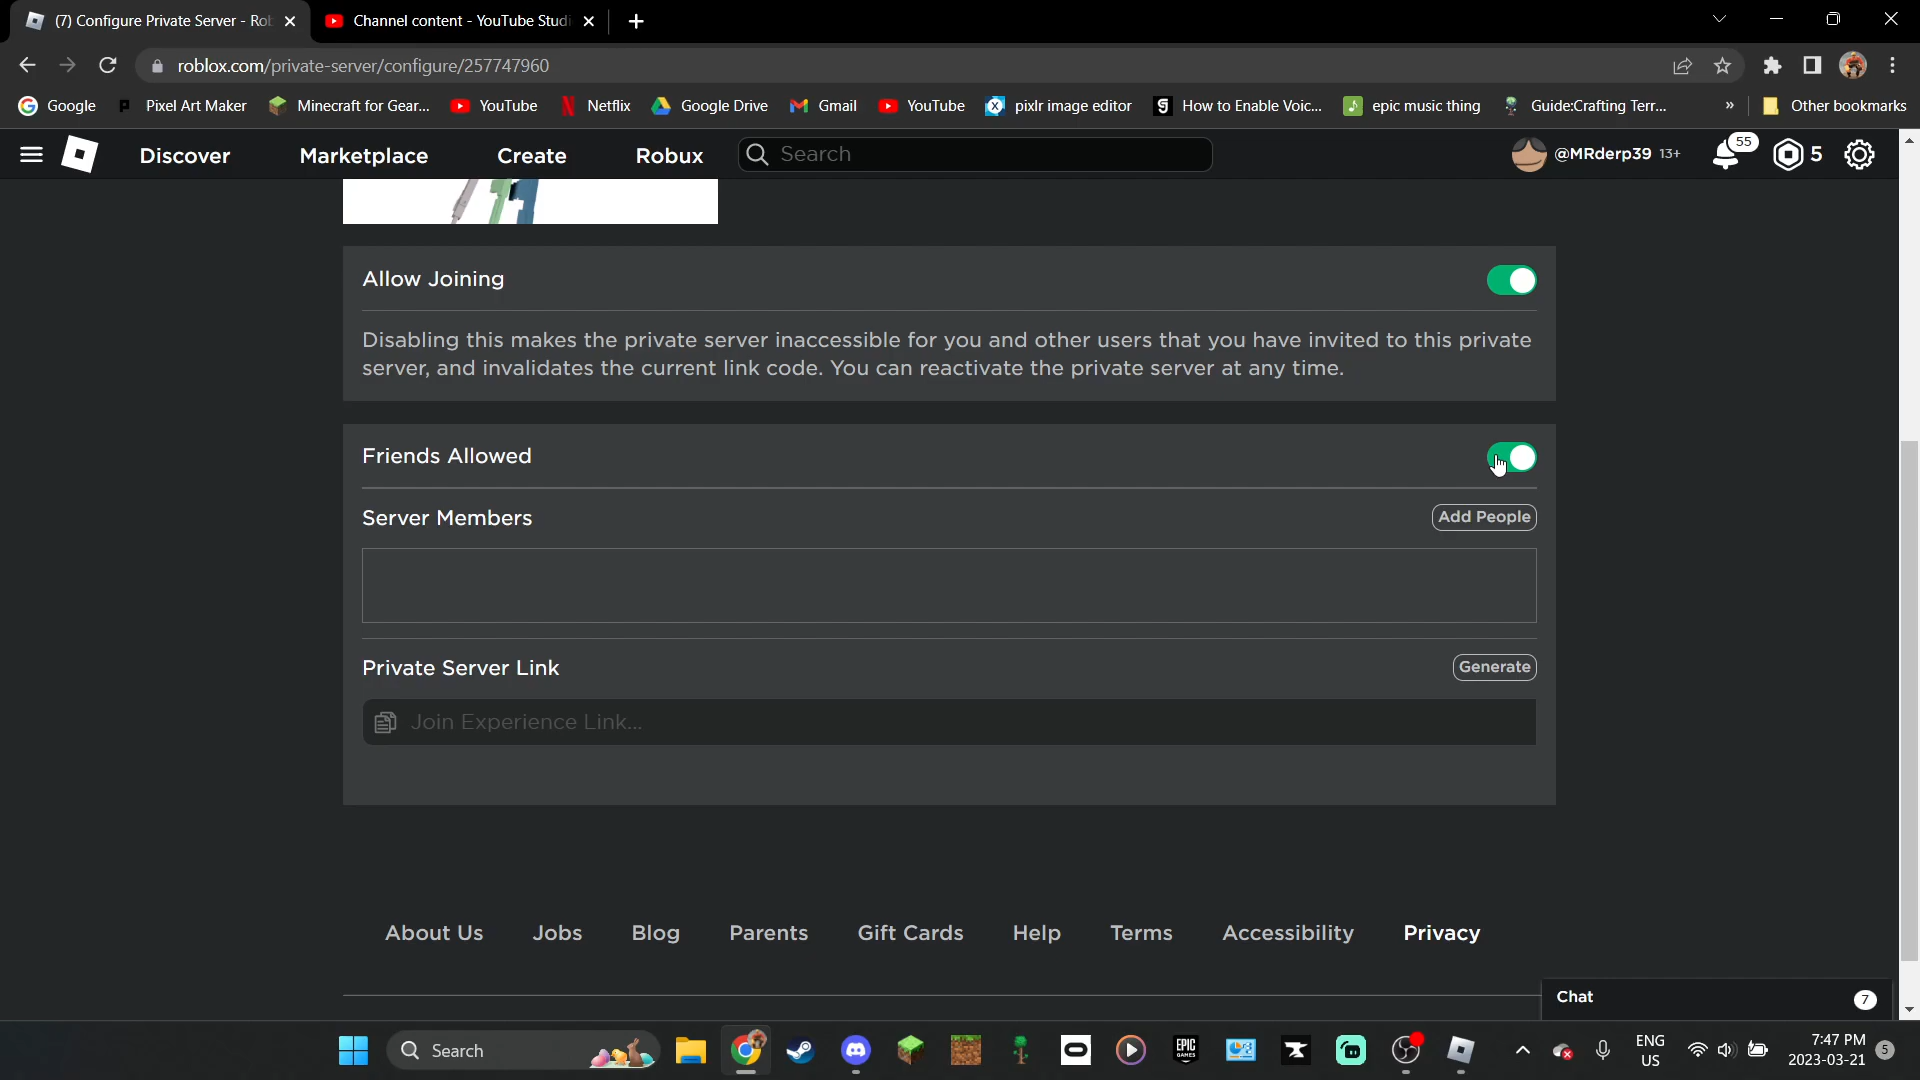 (7) Configure Private Server - Rob
Channel content - YouTube Studi
roblox.com/private-server/configure/257747960
Google
Pixel Art Maker
Minecraft for Gear...
YouTube
Netflix
Google Drive
Gmail
YouTube
pixlr image editor
How to Enable Voic...
epic music thing
Guide:Crafting Terr...
»
Other bookmarks
Discover
Marketplace
Create
Robux
Search
@MRderp39 13+
55
5
Allow Joining
Disabling this makes the private server inaccessible for you and other users that you have invited to this private
server, and invalidates the current link code. You can reactivate the private server at any time.
Friends Allowed
Server Members
Add People
Private Server Link
Generate
Join Experience Link...
About Us
Jobs
Blog
Parents
Gift Cards
Help
Terms
Accessibility
Privacy
Chat
7
Search
EPIC
GAMES
ENG
US
7:47 PM
2023-03-21
5